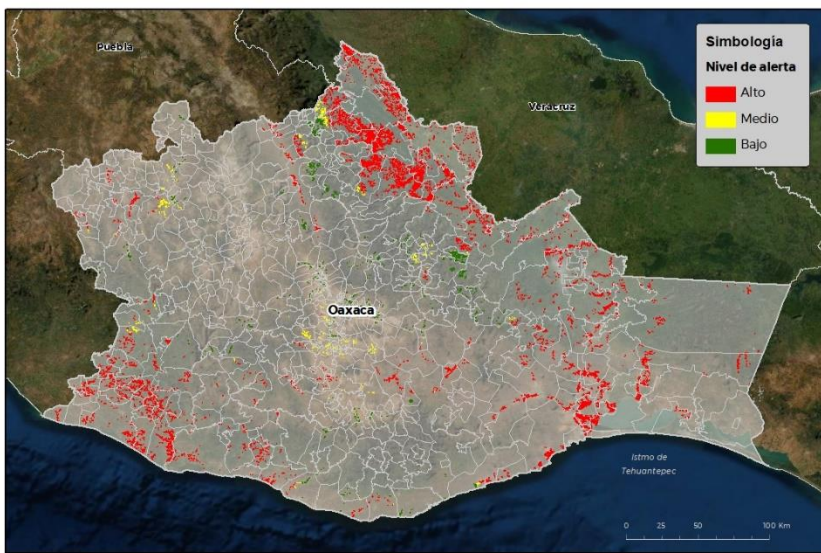 Puebla
Veracruz
Oaxaca
Istmo de
Tehuantepec
Simbología
Nivel de alerta
Alto
Medio
Bajo
0 25 50 100 Km